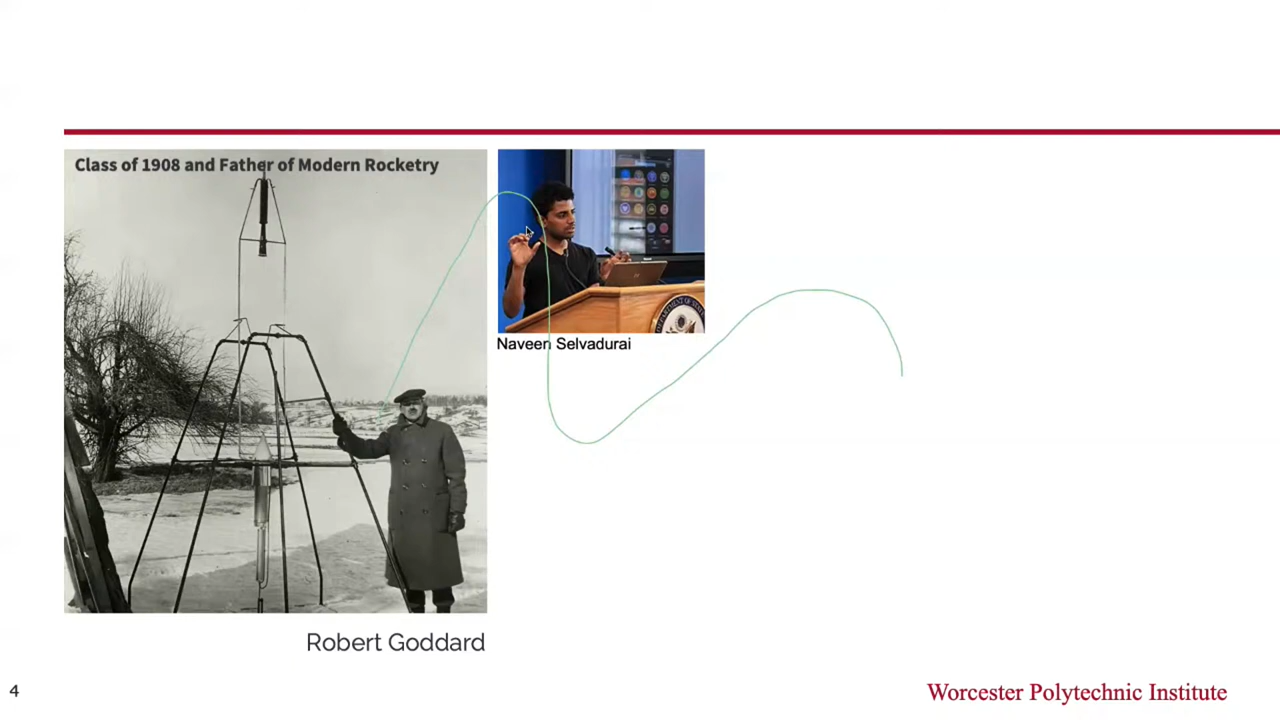 Class of 1908 and Father of Modern Rocketry
Naveen Selvadurai
Robert Goddard
4
Worcester Polytechnic Institute